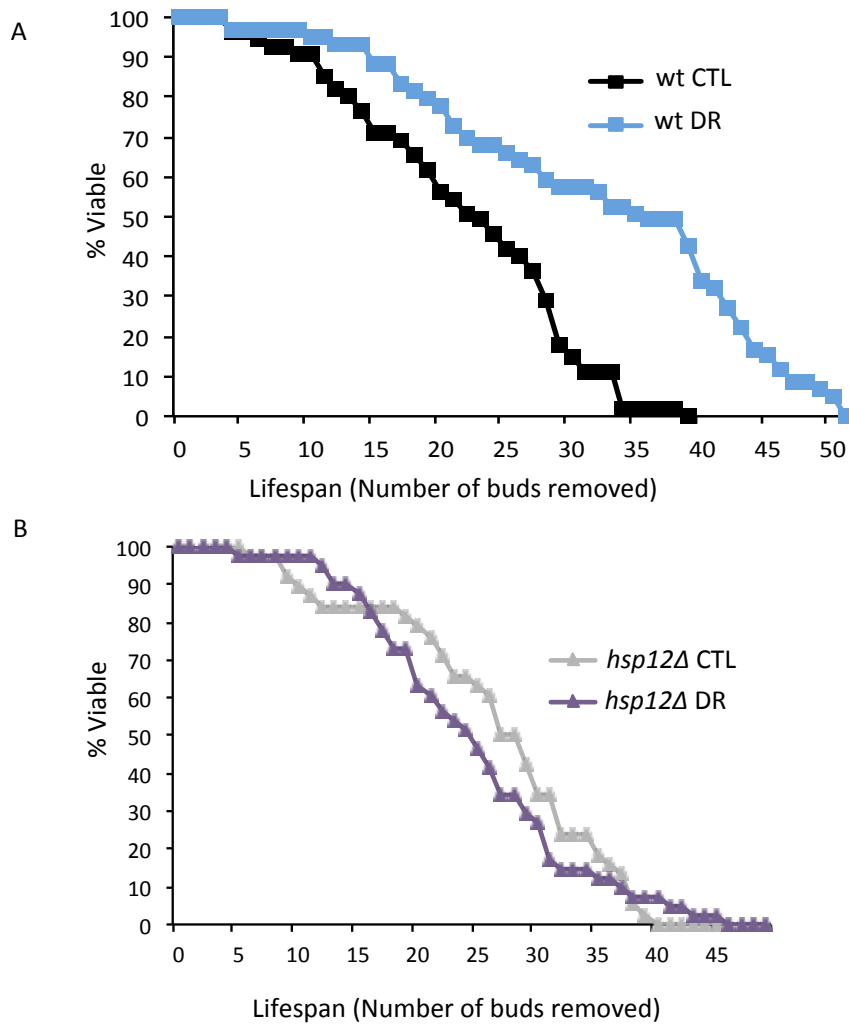 A
100
90
80
70
60
50
40
30
20
10
0
% Viable
wt CTL
wt DR
0 5 10 15 20 25 30 35 40 45 50
Lifespan (Number of buds removed)
B
100
90
80
70
60
50
40
30
20
10
0
% Viable
hsp12Δ CTL
hsp12Δ DR
0 5 10 15 20 25 30 35 40 45
Lifespan (Number of buds removed)